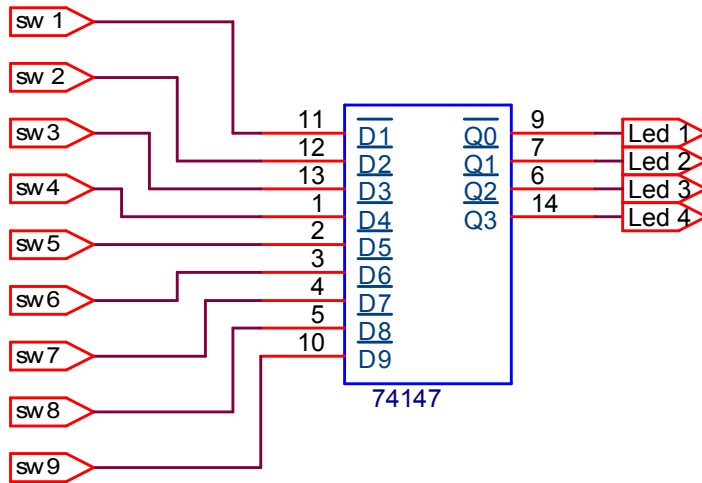 sw 1
sw 2
sw3
sw4
sw5
sw6
sw7
sw8
sw9
11 D1 Q0 9 Led 1
12 D2 Q1 7 Led 2
13 D3 Q2 6 Led 3
1 D4 Q3 14 Led 4
2 D5
3 D6
4 D7
5 D8
10 D9
74147